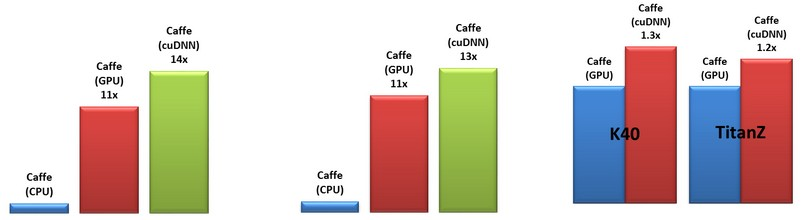 Caffe
(CPU)
Caffe
(GPU)
11x
Caffe
(cuDNN)
14x
Caffe
(CPU)
Caffe
(GPU)
11x
Caffe
(cuDNN)
13x
Caffe
(GPU)
Caffe
(cuDNN)
1.3x
K40
Caffe
(GPU)
Caffe
(cuDNN)
1.2x
TitanZ